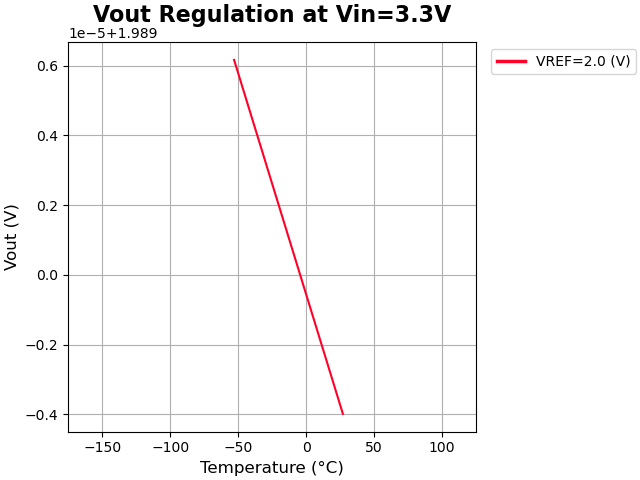 Vout Regulation at Vin=3.3V
1e-5+1.989
VREF=2.0 (V)
0.6
0.4
0.2
0.0
−0.2
−0.4
Vout (V)
−150
−100
−50
0
50
100
Temperature (°C)